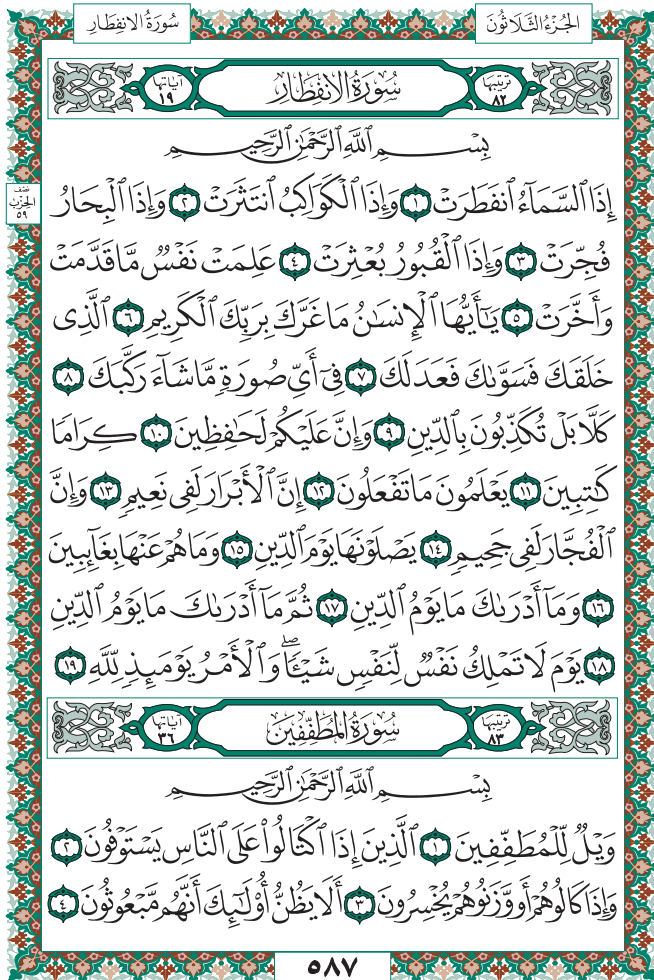 سُورَةُ الانفِطَارِ
الجُزْءُ الثَّلَاثُونَ
ترتيبها
٨٢
سُورَةُ الانفِطَارِ
آياتها
١٩
بِسۡمِ ٱللَّهِ ٱلرَّحۡمَٰنِ ٱلرَّحِيمِ
نصف
الحزب
٥٩
إِذَا ٱلسَّمَآءُ ٱنفَطَرَتۡ ١ وَإِذَا ٱلۡكَوَاكِبُ ٱنتَثَرَتۡ ٢ وَإِذَا ٱلۡبِحَارُ
فُجِّرَتۡ ٣ وَإِذَا ٱلۡقُبُورُ بُعۡثِرَتۡ ٤ عَلِمَتۡ نَفۡسٞ مَّا قَدَّمَتۡ
وَأَخَّرَتۡ ٥ يَٰٓأَيُّهَا ٱلۡإِنسَٰنُ مَا غَرَّكَ بِرَبِّكَ ٱلۡكَرِيمِ ٦ ٱلَّذِي
خَلَقَكَ فَسَوَّىٰكَ فَعَدَلَكَ ٧ فِيٓ أَيِّ صُورَةٖ مَّا شَآءَ رَكَّبَكَ ٨
كَلَّا بَلۡ تُكَذِّبُونَ بِٱلدِّينِ ٩ وَإِنَّ عَلَيۡكُمۡ لَحَٰفِظِينَ ١٠ كِرَامٗا
كَٰتِبِينَ ١١ يَعۡلَمُونَ مَا تَفۡعَلُونَ ١٢ إِنَّ ٱلۡأَبۡرَارَ لَفِي نَعِيمٖ ١٣ وَإِنَّ
ٱلۡفُجَّارَ لَفِي جَحِيمٖ ١٤ يَصۡلَوۡنَهَا يَوۡمَ ٱلدِّينِ ١٥ وَمَا هُمۡ عَنۡهَا بِغَآئِبِينَ
١٦ وَمَآ أَدۡرَىٰكَ مَا يَوۡمُ ٱلدِّينِ ١٧ ثُمَّ مَآ أَدۡرَىٰكَ مَا يَوۡمُ ٱلدِّينِ
١٨ يَوۡمَ لَا تَمۡلِكُ نَفۡسٞ لِّنَفۡسٖ شَيۡـٔٗاۖ وَٱلۡأَمۡرُ يَوۡمَئِذٖ لِّلَّهِ ١٩
ترتيبها
٨٣
سُورَةُ المُطَفِّفِينَ
آياتها
٣٦
بِسۡمِ ٱللَّهِ ٱلرَّحۡمَٰنِ ٱلرَّحِيمِ
وَيۡلٞ لِّلۡمُطَفِّفِينَ ١ ٱلَّذِينَ إِذَا ٱكۡتَالُواْ عَلَى ٱلنَّاسِ يَسۡتَوۡفُونَ ٢
وَإِذَا كَالُوهُمۡ أَو وَّزَنُوهُمۡ يُخۡسِرُونَ ٣ أَلَا يَظُنُّ أُوْلَٰٓئِكَ أَنَّهُم مَّبۡعُوثُونَ ٤
٥٨٧